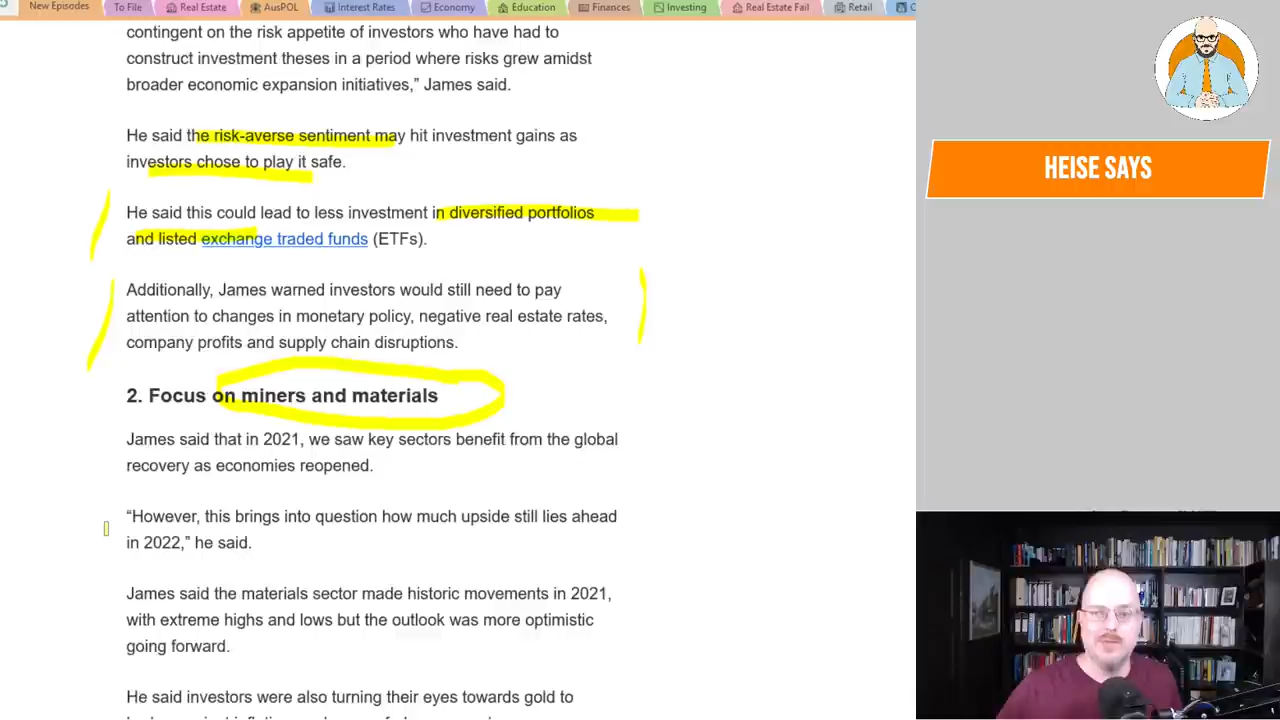 New Episodes To File Real Estate AusPOL Interest Rates Economy Education Finances Investing Real Estate Fail Retail
contingent on the risk appetite of investors who have had to
construct investment theses in a period where risks grew amidst
broader economic expansion initiatives,” James said.
He said the risk-averse sentiment may hit investment gains as
investors chose to play it safe.
He said this could lead to less investment in diversified portfolios
and listed exchange traded funds (ETFs).
Additionally, James warned investors would still need to pay
attention to changes in monetary policy, negative real estate rates,
company profits and supply chain disruptions.
2. Focus on miners and materials
James said that in 2021, we saw key sectors benefit from the global
recovery as economies reopened.
“However, this brings into question how much upside still lies ahead
in 2022,” he said.
James said the materials sector made historic movements in 2021,
with extreme highs and lows but the outlook was more optimistic
going forward.
He said investors were also turning their eyes towards gold to
HEISE SAYS